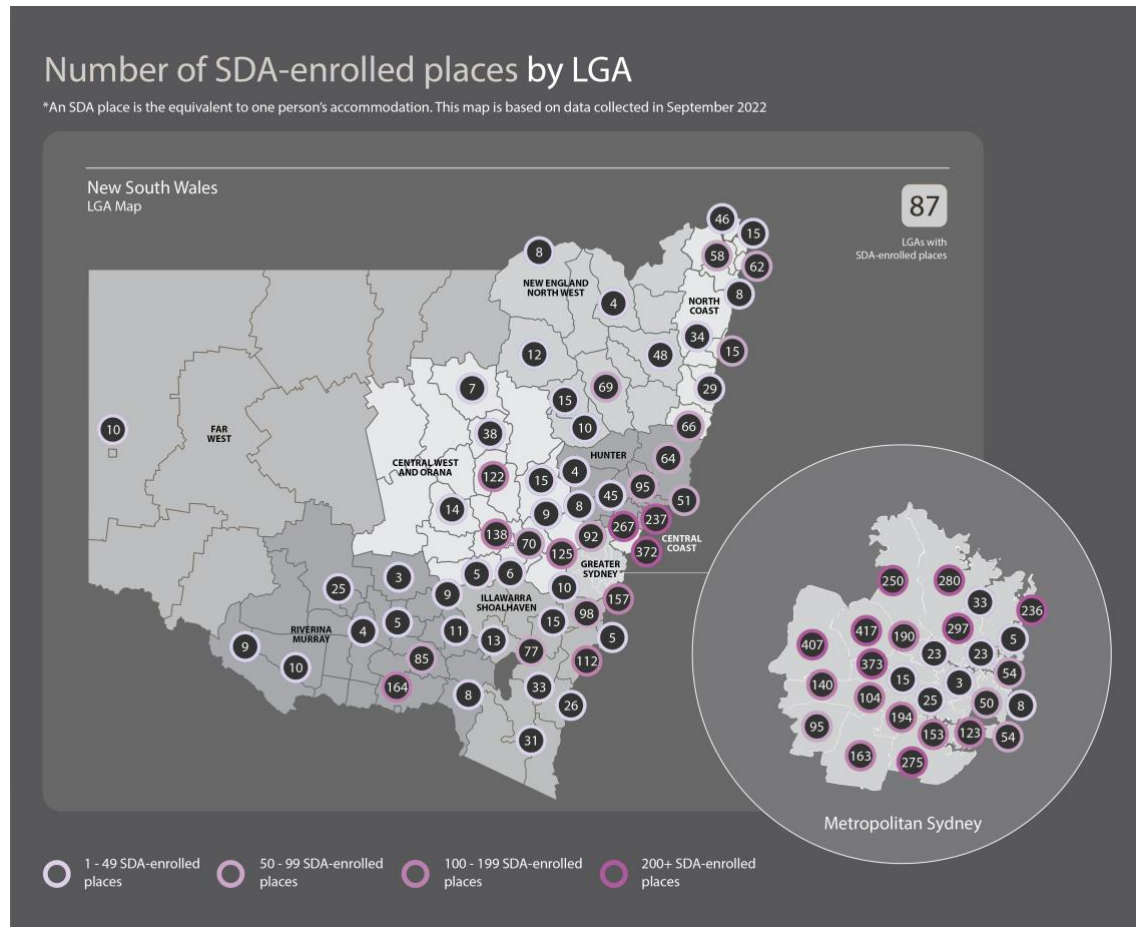 Number of SDA-enrolled places by LGA
*An SDA place is the equivalent to one person's accommodation. This map is based on data collected in September 2022
New South Wales
LGA Map
87
LGAs with
SDA-enrolled places
46
15
8
58
62
NEW ENGLAND
NORTH WEST
4
NORTH
COAST
8
34
12
48
15
7
69
29
15
10
10
FAR
WEST
38
66
HUNTER
64
CENTRAL WEST
AND ORANA
122
15
4
95
45
51
14
9
8
267
237
138
70
92
CENTRAL
COAST
125
372
GREATER
SYDNEY
3
5
6
25
9
ILLAWARRA
SHOALHAVEN
10
157
98
RIVERINA
MURRAY
4
5
11
13
15
5
9
10
85
77
112
164
8
33
26
31
250
280
33
236
407
417
190
297
5
373
23
23
140
15
3
54
104
25
50
8
95
194
153
123
54
163
275
Metropolitan Sydney
1 - 49 SDA-enrolled
places
50 - 99 SDA-enrolled
places
100 - 199 SDA-enrolled
places
200+ SDA-enrolled
places